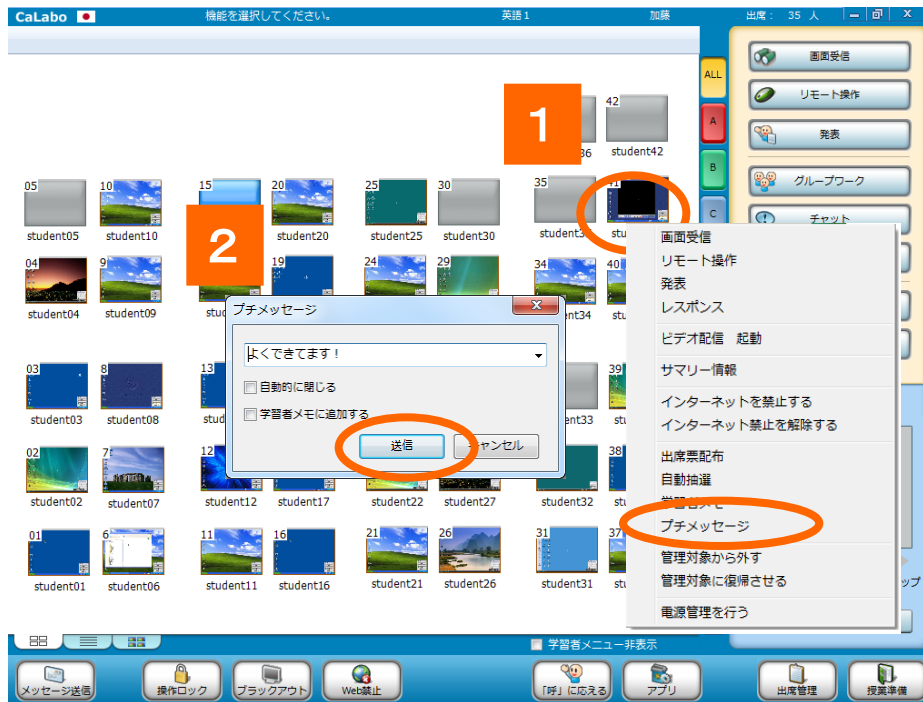 CaLabo 機能を選択してください。 英語1 加藤 出席： 35 人
画面受信
ALL
リモート操作
1
42
A
発表
36 student42
B
グループワーク
05 10 15 20 25 30 35 41
C
チャット
student05 student10 student20 student25 student30
2
画面受信
リモート操作
発表
レスポンス
ビデオ配信 起動
サマリー情報
インターネットを禁止する
インターネット禁止を解除する
出席票配布
自動抽選
学習者メモ
プチメッセージ
管理対象から外す
管理対象に復帰させる
電源管理を行う
04 9 19 24 29 34 40
student04 student09
プチメッセージ
よくできてます！
自動的に閉じる
学習者メモに追加する
送信 キャンセル
03 8 13 39
student03 student08
02 7 12 38
student02 student07 student12 student17 student22 student27 student32
01 6 11 16 21 26 31 37
student01 student06 student11 student16 student21 student26 student31
ップ
学習者メニュー非表示
メッセージ送信 操作ロック ブラックアウト Web禁止 「呼」に応える アプリ 出席管理 授業準備